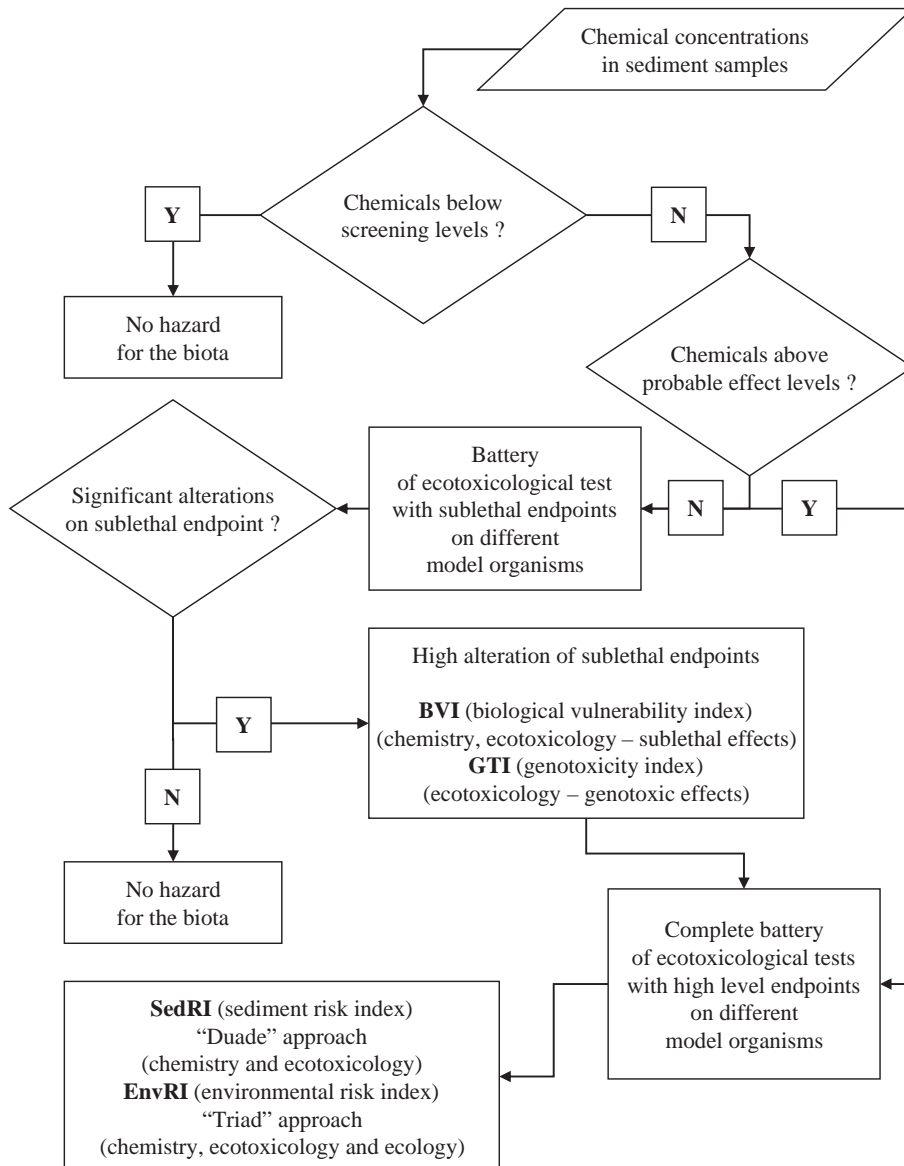 Chemical concentrations
in sediment samples
Chemicals below
screening levels ?
Y
N
No hazard
for the biota
Chemicals above
probable effect levels ?
Battery
of ecotoxicological test
with sublethal endpoints
on different
model organisms
Significant alterations
on sublethal endpoint ?
N
Y
High alteration of sublethal endpoints
BVI (biological vulnerability index)
(chemistry, ecotoxicology – sublethal effects)
GTI (genotoxicity index)
(ecotoxicology – genotoxic effects)
Y
N
No hazard
for the biota
Complete battery
of ecotoxicological tests
with high level endpoints
on different
model organisms
SedRI (sediment risk index)
“Duade” approach
(chemistry and ecotoxicology)
EnvRI (environmental risk index)
“Triad” approach
(chemistry, ecotoxicology and ecology)